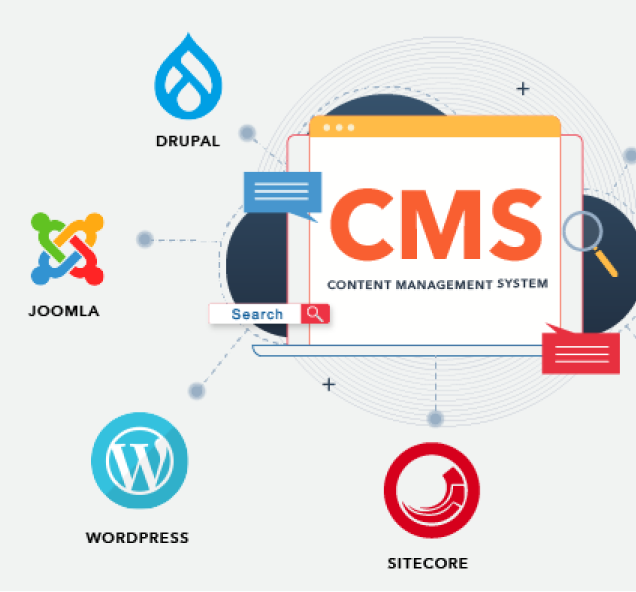 DRUPAL
CMS
CONTENT MANAGEMENT SYSTEM
JOOMLA
Search
W
WORDPRESS
SITECORE